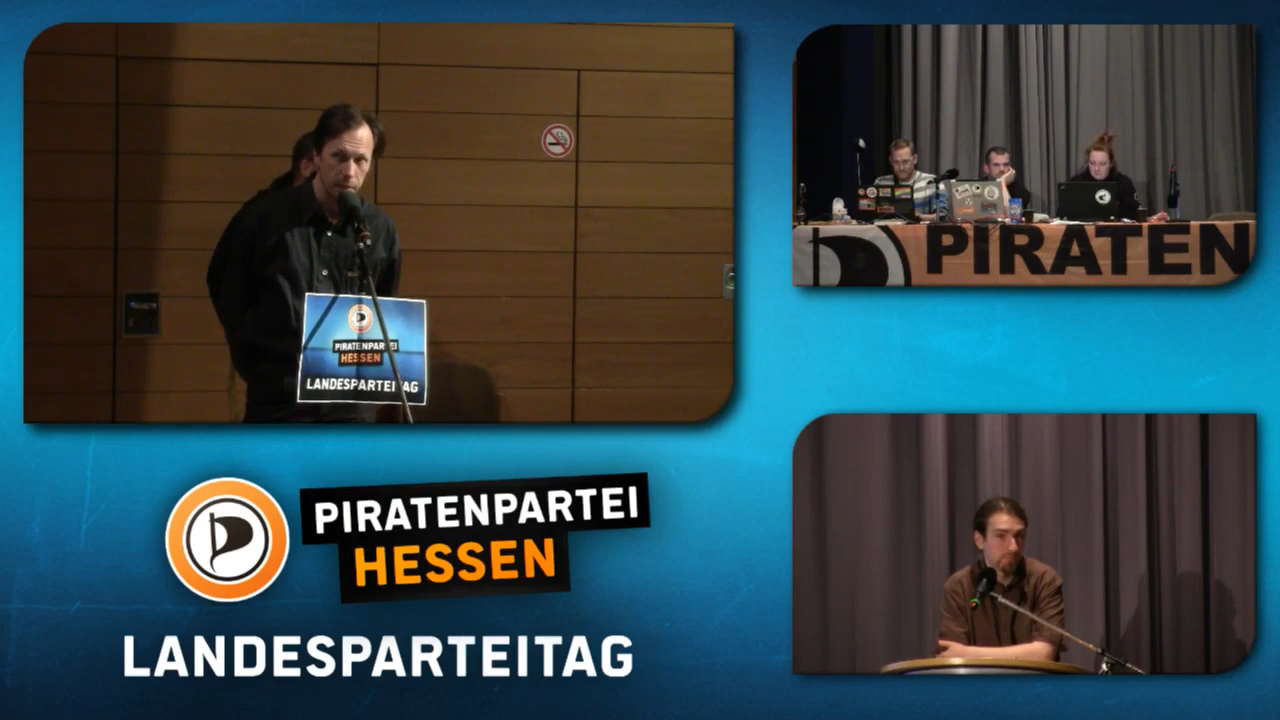 PIRATENPARTEI
HESSEN
LANDESPARTEITAG
PIRATEN
PIRATENPARTEI
HESSEN
LANDESPARTEITAG